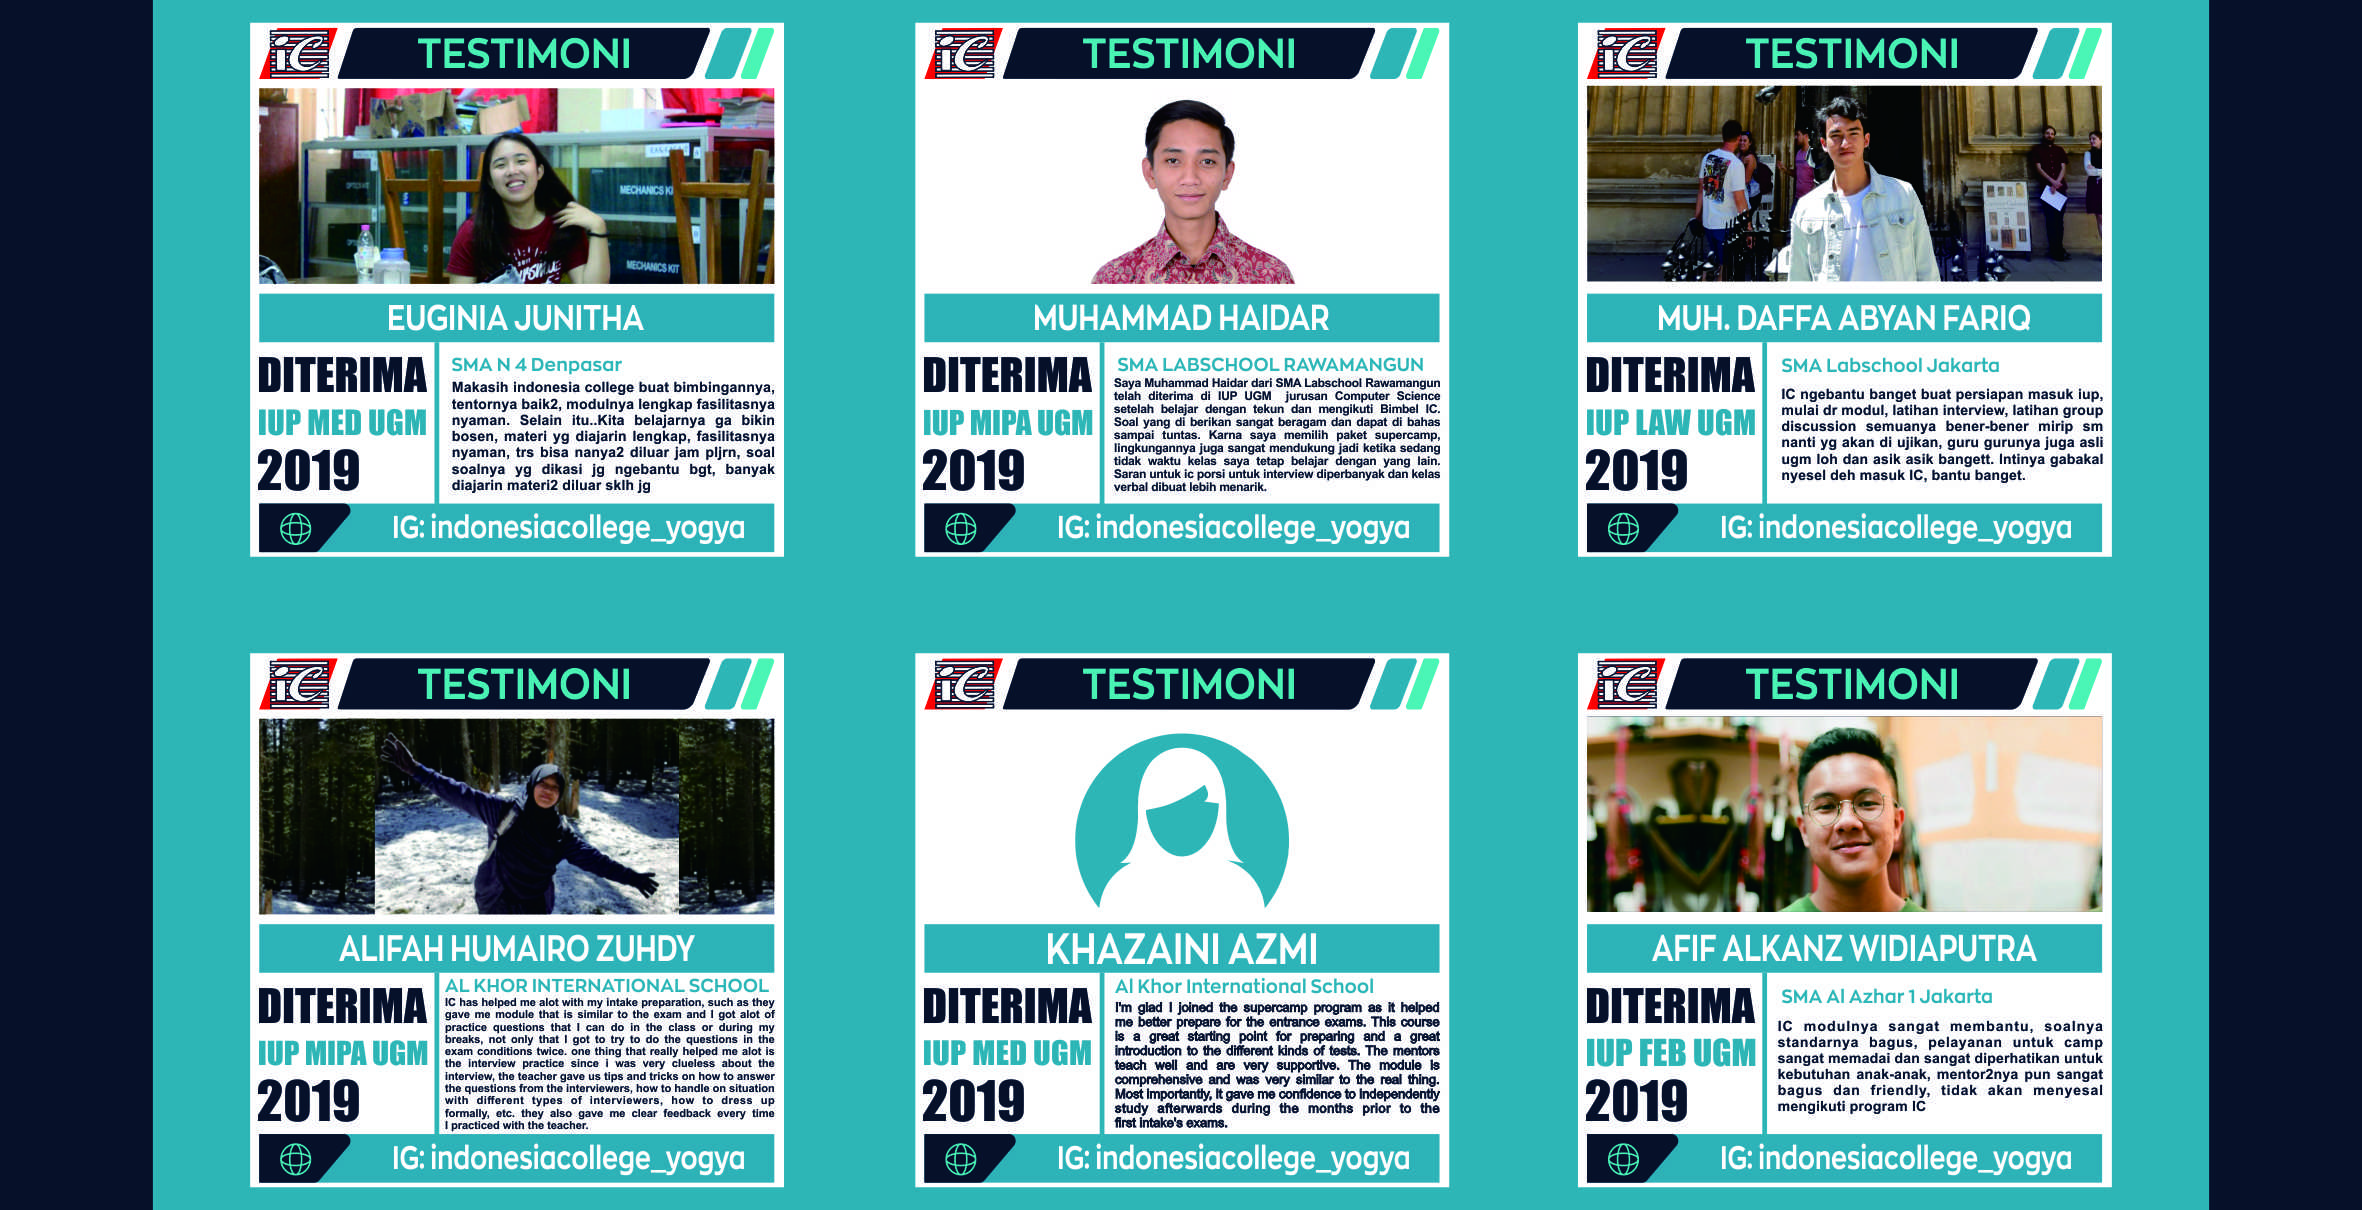 iC TESTIMONI
MECHANICS KIT
MECHANICS KIT
EUGINIA JUNITHA
DITERIMA
IUP MED UGM
2019
SMA N 4 Denpasar
Makasih indonesia college buat bimbingannya,
tentornya baik2, modulnya lengkap fasilitasnya
nyaman. Selain itu..Kita belajarnya ga bikin
bosen, materi yg diajarin lengkap, fasilitasnya
nyaman, trs bisa nanya2 diluar jam pljrn, soal
soalnya yg dikasi jg ngebantu bgt, banyak
diajarin materi2 diluar sklh jg
IG: indonesiacollege_yogya
iC TESTIMONI
MUHAMMAD HAIDAR
DITERIMA
IUP MIPA UGM
2019
SMA LABSCHOOL RAWAMANGUN
Saya Muhammad Haidar dari SMA Labschool Rawamangun
telah diterima di IUP UGM jurusan Computer Science
setelah belajar dengan tekun dan mengikuti Bimbel IC.
Soal yang di berikan sangat beragam dan dapat di bahas
sampai tuntas. Karna saya memilih paket supercamp,
lingkungannya juga sangat mendukung jadi ketika sedang
tidak waktu kelas saya tetap belajar dengan yang lain.
Saran untuk ic porsi untuk interview diperbanyak dan kelas
verbal dibuat lebih menarik.
IG: indonesiacollege_yogya
iC TESTIMONI
MUH. DAFFA ABYAN FARIQ
DITERIMA
IUP LAW UGM
2019
SMA Labschool Jakarta
IC ngebantu banget buat persiapan masuk iup,
mulai dr modul, latihan interview, latihan group
discussion semuanya bener-bener mirip sm
nanti yg akan di ujikan, guru gurunya juga asli
ugm loh dan asik asik bangett. Intinya gabakal
nyesel deh masuk IC, bantu banget.
IG: indonesiacollege_yogya
iC TESTIMONI
ALIFAH HUMAIRO ZUHDY
DITERIMA
IUP MIPA UGM
2019
AL KHOR INTERNATIONAL SCHOOL
IC has helped me alot with my intake preparation, such as they
gave me module that is similar to the exam and I got alot of
practice questions that I can do in the class or during my
breaks, not only that I got to try to do the questions in the
exam conditions twice. one thing that really helped me alot is
the interview practice since i was very clueless about the
interview, the teacher gave us tips and tricks on how to answer
the questions from the interviewers, how to handle on situation
with different types of interviewers, how to dress up
formally, etc. they also gave me clear feedback every time
I practiced with the teacher.
IG: indonesiacollege_yogya
iC TESTIMONI
KHAZAINI AZMI
DITERIMA
IUP MED UGM
2019
Al Khor International School
I'm glad I joined the supercamp program as it helped
me better prepare for the entrance exams. This course
is a great starting point for preparing and a great
introduction to the different kinds of tests. The mentors
teach well and are very supportive. The module is
comprehensive and was very similar to the real thing.
Most importantly, it gave me confidence to independently
study afterwards during the months prior to the
first intake's exams.
IG: indonesiacollege_yogya
iC TESTIMONI
AFIF ALKANZ WIDIAPUTRA
DITERIMA
IUP FEB UGM
2019
SMA Al Azhar 1 Jakarta
IC modulnya sangat membantu, soalnya
standarnya bagus, pelayanan untuk camp
sangat memadai dan sangat diperhatikan untuk
kebutuhan anak-anak, mentor2nya pun sangat
bagus dan friendly, tidak akan menyesal
mengikuti program IC
IG: indonesiacollege_yogya